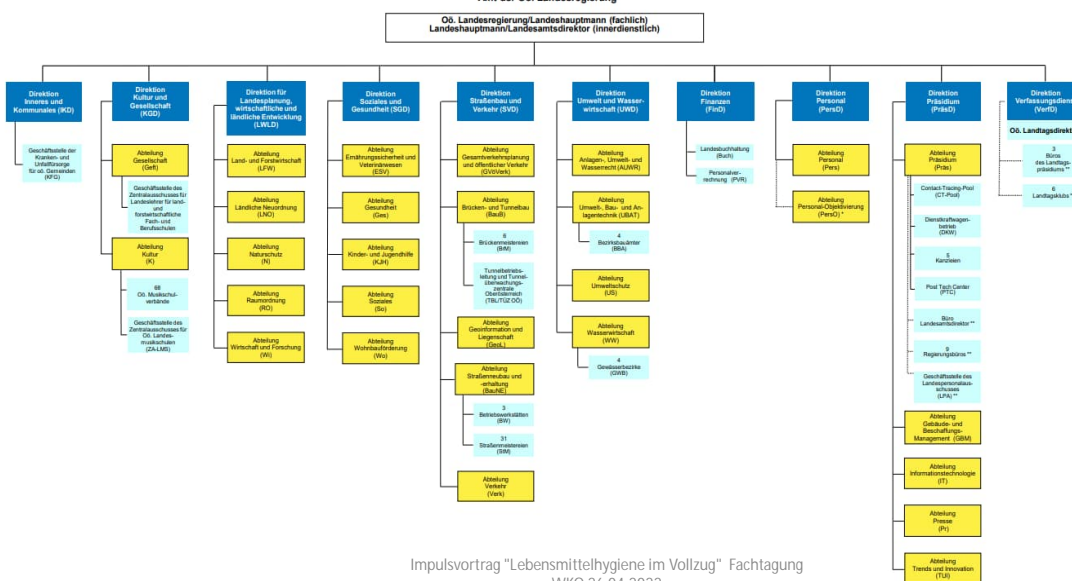 Amt der Oö. Landesregierung
Oö. Landesregierung/Landeshauptmann (fachlich)
Landeshauptmann/Landesamtsdirektor (innerdienstlich)
Direktion
Inneres und
Kommunales (IKD)
Geschäftsstelle der
Kranken- und
Unfallfürsorge
für oö. Gemeinden
(KFG)
Direktion
Kultur und
Gesellschaft
(KGD)
Abteilung
Gesellschaft
(Geft)
Geschäftsstelle des
Zentralausschusses für
Landeslehrer für land-
und
forstwirtschaftliche
Fach- und
Berufsschulen
Abteilung
Kultur
(K)
68
Oö. Musikschul-
verbände
Geschäftsstelle des
Zentralausschusses für
Oö. Landes-
musikschulen
(ZA-LMS)
Direktion für
Landesplanung,
wirtschaftliche und
ländliche Entwicklung
(LWLD)
Abteilung
Land- und Forstwirtschaft
(LFW)
Abteilung
Ländliche Neuordnung
(LNO)
Abteilung
Naturschutz
(N)
Abteilung
Raumordnung
(RO)
Abteilung
Wirtschaft und Forschung
(Wi)
Direktion
Soziales und
Gesundheit (SGD)
Abteilung
Ernährungssicherheit und
Veterinärwesen
(ESV)
Abteilung
Gesundheit
(Ges)
Abteilung
Kinder- und Jugendhilfe
(KJH)
Abteilung
Soziales
(So)
Abteilung
Wohnbauförderung
(Wo)
Direktion
Straßenbau und
Verkehr (SVD)
Abteilung
Gesamtverkehrsplanung
und öffentlicher Verkehr
(GVöVerk)
Abteilung
Brücken- und Tunnelbau
(BauB)
6
Brückenmeistereien
(BrM)
Tunnelbetriebs-
leitung und Tunnel-
überwachungs-
zentrale
Oberösterreich
(TBL/TÜZ OÖ)
Abteilung
Geoinformation und
Liegenschaft
(GeoL)
Abteilung
Straßenneubau und
-erhaltung
(BauNE)
3
Betriebswerkstätten
(BW)
31
Straßenmeistereien
(StM)
Abteilung
Verkehr
(Verk)
Direktion
Umwelt und Wasser-
wirtschaft (UWD)
Abteilung
Anlagen-, Umwelt- und
Wasserrecht (AUWR)
Abteilung
Umwelt-, Bau- und An-
lagentechnik (UBAT)
4
Bezirksbauämter
(BBA)
Abteilung
Umweltschutz
(US)
Abteilung
Wasserwirtschaft
(WW)
4
Gewässerbezirke
(GWB)
Direktion
Finanzen
(FinD)
Landesbuchhaltung
(Buch)
Personalver-
rechnung (PVR)
Direktion
Personal
(PersD)
Abteilung
Personal
(Pers)
Abteilung
Personal-Objektivierung
(PersO) *
Direktion
Präsidium
(PräsD)
Abteilung
Präsidium
(Präs)
Contact-Tracing-Pool
(CT-Pool)
Dienstkraftwagen-
betrieb
(DKW)
5
Kanzleien
Post Tech Center
(PTC)
Büro
Landesamtsdirektor **
9
Regierungsbüros **
Geschäftsstelle des
Landespersonalaus-
schusses
(LPA) **
Abteilung
Gebäude- und
Beschaffungs-
Management (GBM)
Abteilung
Informationstechnologie
(IT)
Abteilung
Presse
(Pr)
Abteilung
Trends und Innovation
(TUI)
Direktion
Verfassungsdiens
(VerfD)
Oö. Landtagsdirekti
3
Büros
des Landtags-
präsidiums **
6
Landtagsklubs *
Impulsvortrag "Lebensmittelhygiene im Vollzug" Fachtagung